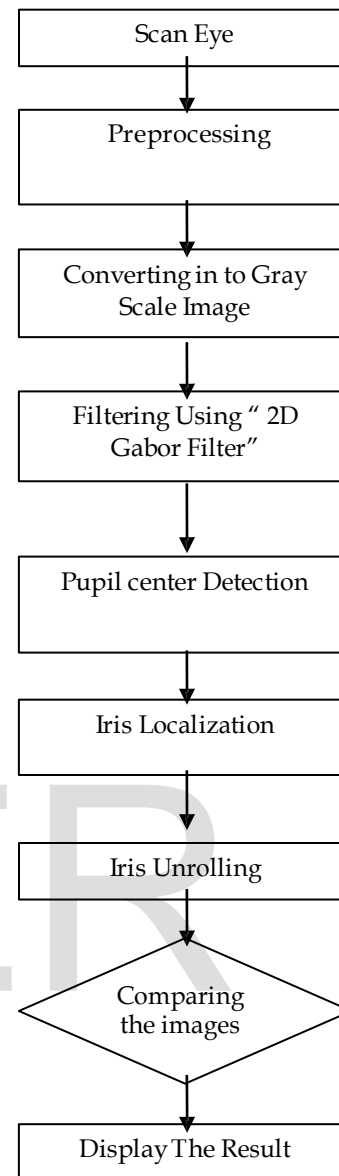 Scan Eye
Preprocessing
Converting in to Gray
Scale Image
Filtering Using “ 2D
Gabor Filter”
Pupil center Detection
Iris Localization
Iris Unrolling
ER
Comparing
the images
Display The Result